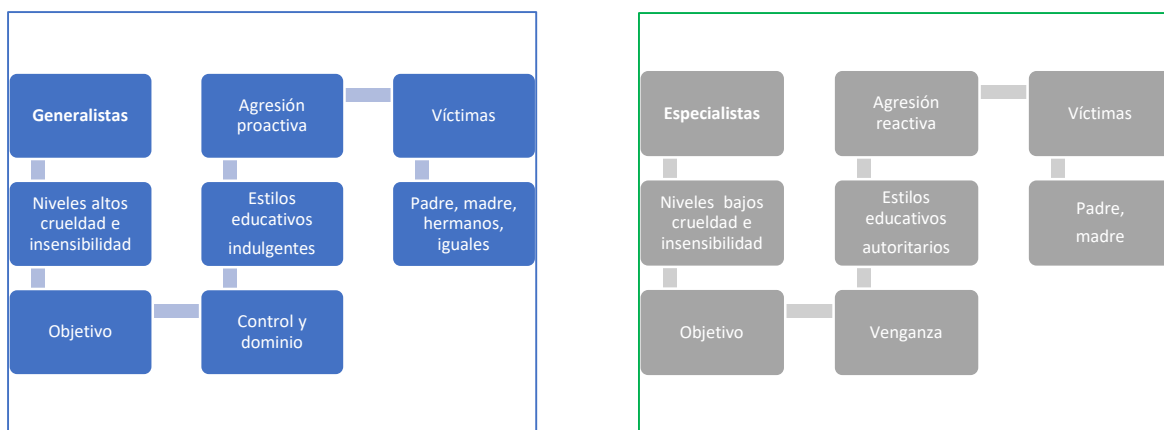 Generalistas
Niveles altos
crueldad e
insensibilidad
Objetivo
Control y
dominio
Estilos
educativos
indulgentes
Agresión
proactiva
Víctimas
Padre, madre,
hermanos,
iguales
Especialistas
Niveles bajos
crueldad e
insensibilidad
Objetivo
Venganza
Estilos
educativos
autoritarios
Agresión
reactiva
Víctimas
Padre,
madre